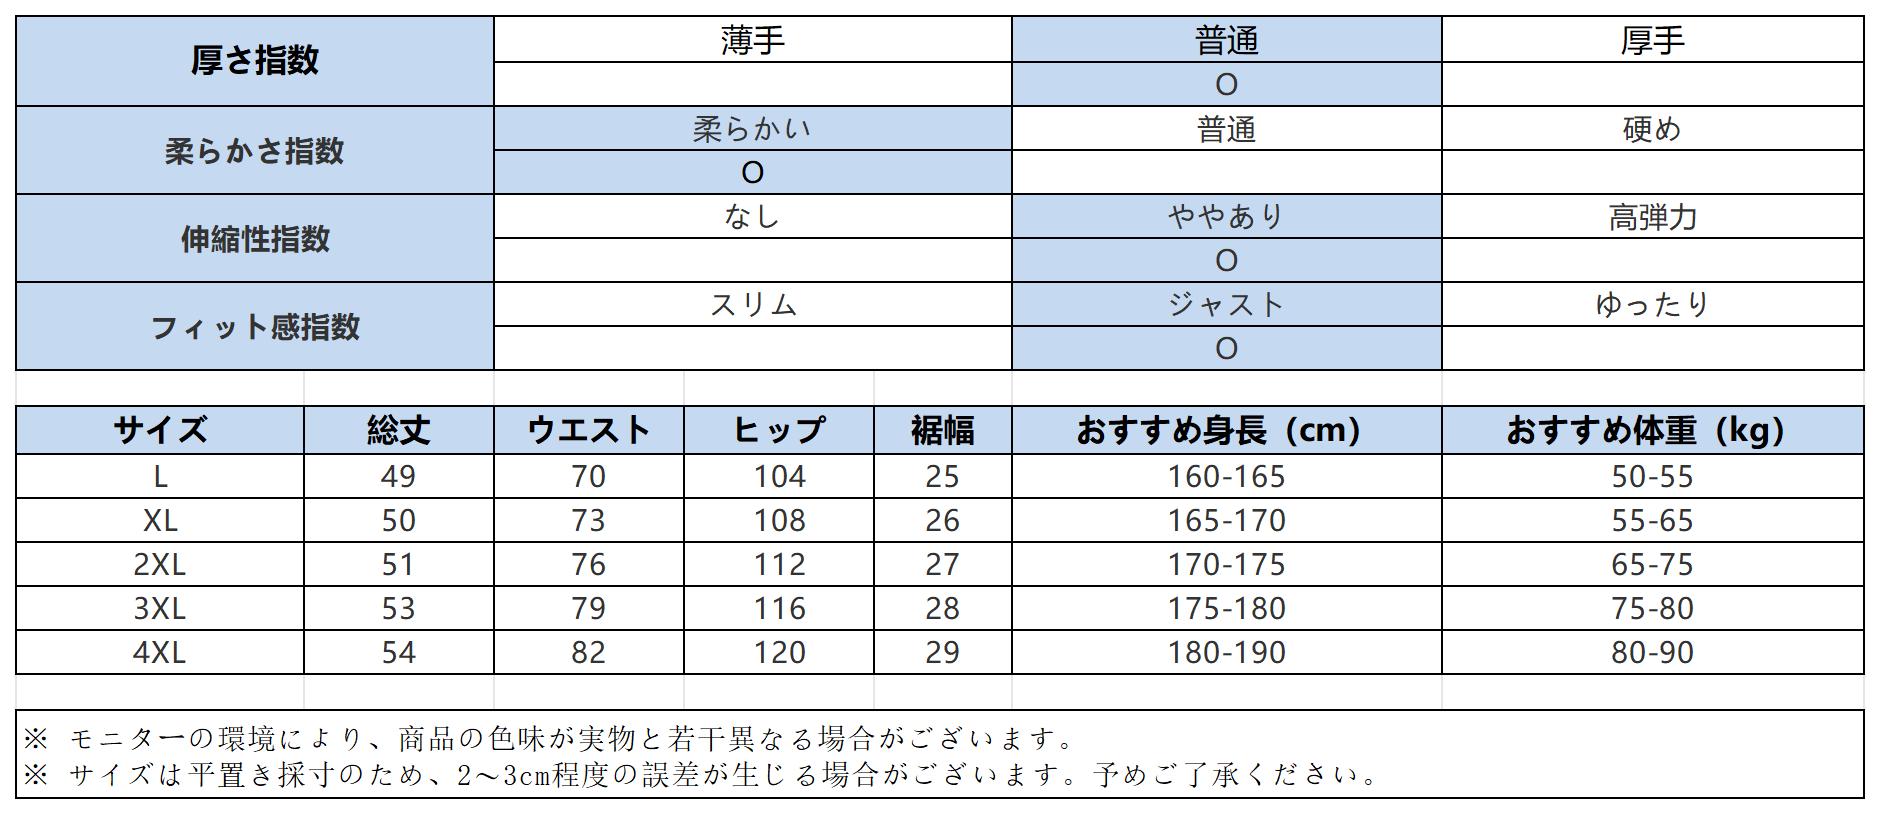 厚さ指数 薄手 普通 厚手
O
柔らかさ指数 柔らかい 普通 硬め
O
伸縮性指数 なし ややあり 高弾力
O
フィット感指数 スリム ジャスト ゆったり
O
サイズ 総丈 ウエスト ヒップ 裾幅 おすすめ身長（cm） おすすめ体重（kg）
L 49 70 104 25 160-165 50-55
XL 50 73 108 26 165-170 55-65
2XL 51 76 112 27 170-175 65-75
3XL 53 79 116 28 175-180 75-80
4XL 54 82 120 29 180-190 80-90
※ モニターの環境により、商品の色味が実物と若干異なる場合がございます。
※ サイズは平置き採寸のため、2～3cm程度の誤差が生じる場合がございます。予めご了承ください。